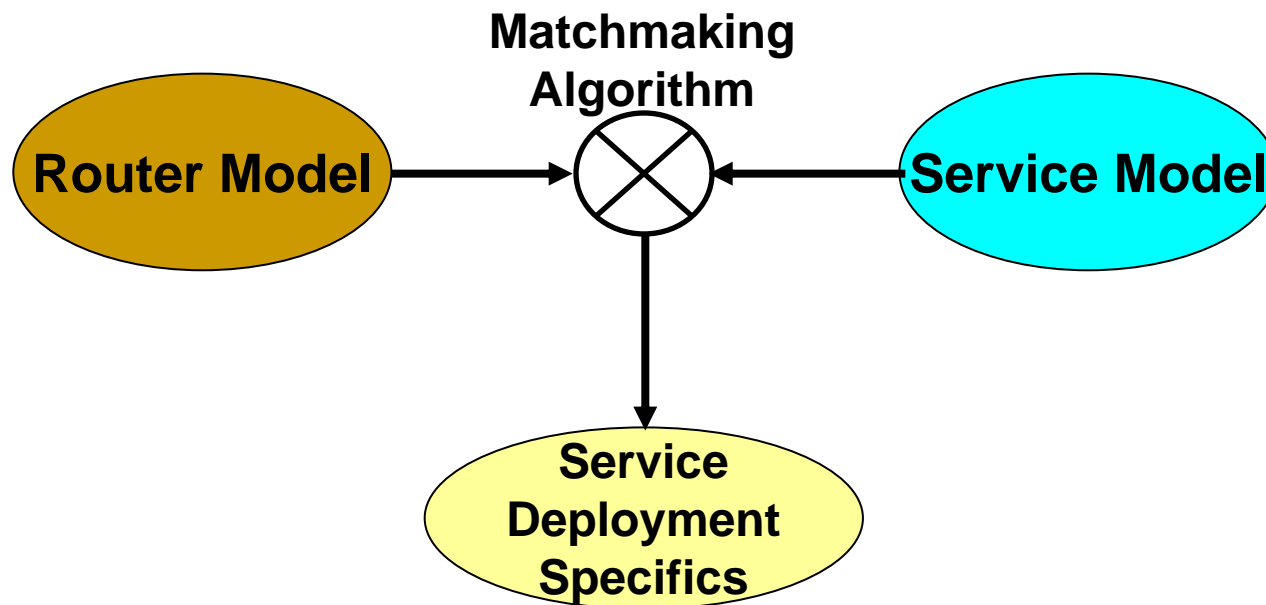 Matchmaking
Algorithm
Router Model
Service Model
Service
Deployment
Specifics